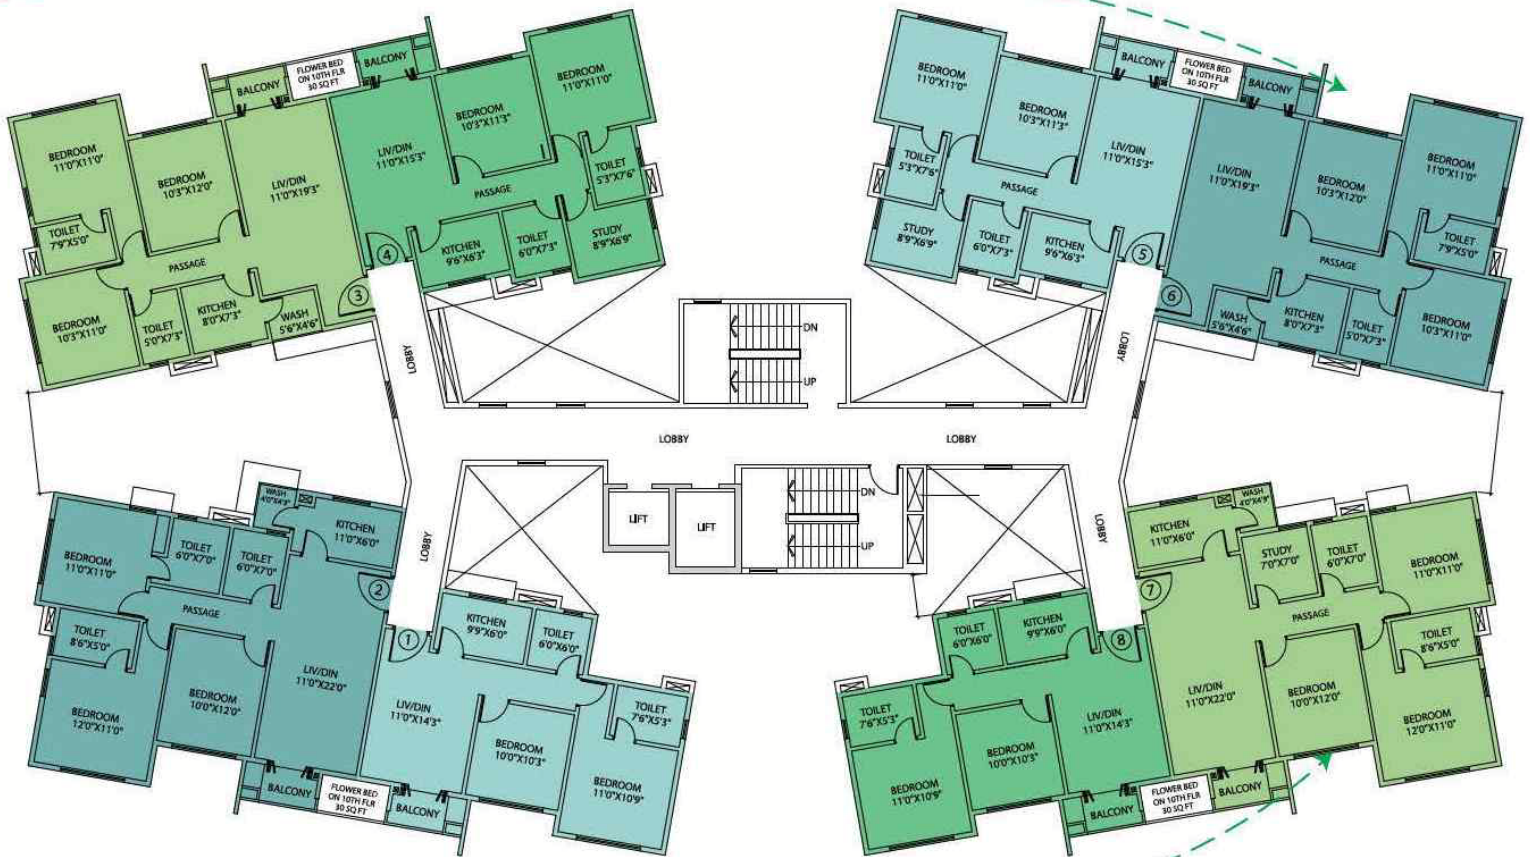 BEDROOM
11'0"X11'0"
BEDROOM
10'3"X12'0"
BALCONY
FLOWER BED
ON 10TH FLR
30 SQ FT
BALCONY
LIV/DIN
11'0"X19'3"
LIV/DIN
11'0"X15'3"
BEDROOM
10'3"X11'3"
BEDROOM
11'0"X11'0"
TOILET
7'9"X5'0"
PASSAGE
BEDROOM
10'3"X11'0"
TOILET
5'0"X7'3"
KITCHEN
8'0"X7'3"
WASH
5'6"X4'6"
3
4
PASSAGE
TOILET
5'3"X7'6"
KITCHEN
9'6"X6'3"
TOILET
6'0"X7'3"
STUDY
8'9"X6'9"
BEDROOM
11'0"X11'0"
BEDROOM
10'3"X11'3"
BALCONY
FLOWER BED
ON 10TH FLR
30 SQ FT
BALCONY
LIV/DIN
11'0"X15'3"
LIV/DIN
11'0"X19'3"
BEDROOM
10'3"X12'0"
BEDROOM
11'0"X11'0"
TOILET
5'3"X7'6"
PASSAGE
STUDY
8'9"X6'9"
TOILET
6'0"X7'3"
KITCHEN
9'6"X6'3"
5
6
TOILET
7'9"X5'0"
PASSAGE
WASH
5'6"X4'6"
KITCHEN
8'0"X7'3"
TOILET
5'0"X7'3"
BEDROOM
10'3"X11'0"
DN
UP
LOBBY
LOBBY
LOBBY
LOBBY
LIFT
LIFT
DN
UP
LOBBY
LOBBY
WASH
4'0"X4'9"
KITCHEN
11'0"X6'0"
BEDROOM
11'0"X11'0"
TOILET
6'0"X7'0"
TOILET
6'0"X7'0"
2
PASSAGE
TOILET
8'6"X5'0"
BEDROOM
12'0"X11'0"
BEDROOM
10'0"X12'0"
LIV/DIN
11'0"X22'0"
1
KITCHEN
9'9"X6'0"
TOILET
6'0"X6'0"
LIV/DIN
11'0"X14'3"
TOILET
7'6"X5'3"
BEDROOM
10'0"X10'3"
BEDROOM
11'0"X10'9"
BALCONY
FLOWER BED
ON 10TH FLR
30 SQ FT
BALCONY
KITCHEN
11'0"X6'0"
WASH
4'0"X4'9"
STUDY
7'0"X7'0"
TOILET
6'0"X7'0"
BEDROOM
11'0"X11'0"
7
PASSAGE
TOILET
8'6"X5'0"
LIV/DIN
11'0"X22'0"
BEDROOM
10'0"X12'0"
BEDROOM
12'0"X11'0"
TOILET
6'0"X6'0"
KITCHEN
9'9"X6'0"
8
TOILET
7'6"X5'3"
LIV/DIN
11'0"X14'3"
BEDROOM
10'0"X10'3"
BEDROOM
11'0"X10'9"
BALCONY
FLOWER BED
ON 10TH FLR
30 SQ FT
BALCONY